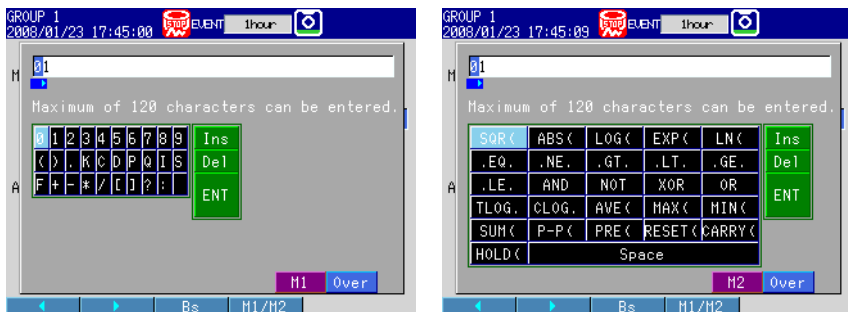 GROUP 1
2008/01/23 17:45:00 STOP EVENT 1hour
M 01
Maximum of 120 characters can be entered.
0 1 2 3 4 5 6 7 8 9 Ins
( ) . K C D P Q I S Del
A F + - * / [ ] ? : ENT
M1 Over
Bs M1/M2
GROUP 1
2008/01/23 17:45:09 STOP EVENT 1hour
M 01
Maximum of 120 characters can be entered.
SQR( ABS( LOG( EXP( LN( Ins
.EQ. .NE. .GT. .LT. .GE. Del
A .LE. AND NOT XOR OR ENT
TLOG. CLOG. AVE( MAX( MIN(
SUM( P-P( PRE( RESET( CARRY(
HOLD( Space
M2 Over
Bs M1/M2